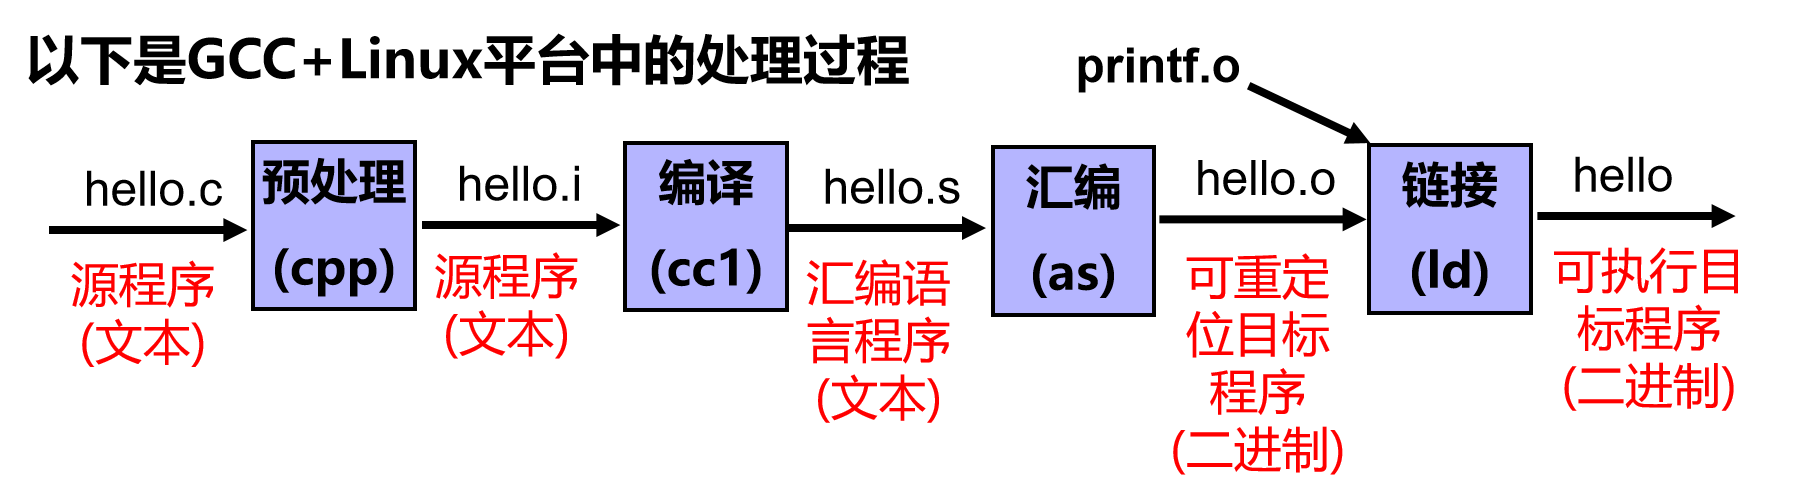 以下是GCC+Linux平台中的处理过程
printf.o
hello.c
预处理
(cpp)
hello.i
编译
(cc1)
hello.s
汇编
(as)
hello.o
链接
(ld)
hello
源程序
(文本)
源程序
(文本)
汇编语
言程序
(文本)
可重定
位目标
程序
(二进制)
可执行目
标程序
(二进制)